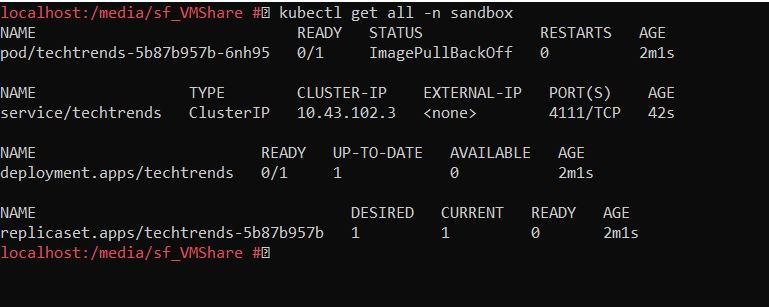 localhost:/media/sf_VMShare # kubectl get all -n sandbox
NAME READY STATUS RESTARTS AGE
pod/techtrends-5b87b957b-6nh95 0/1 ImagePullBackOff 0 2m1s
NAME TYPE CLUSTER-IP EXTERNAL-IP PORT(S) AGE
service/techtrends ClusterIP 10.43.102.3 <none> 4111/TCP 42s
NAME READY UP-TO-DATE AVAILABLE AGE
deployment.apps/techtrends 0/1 1 0 2m1s
NAME DESIRED CURRENT READY AGE
replicaset.apps/techtrends-5b87b957b 1 1 0 2m1s
localhost:/media/sf_VMShare #